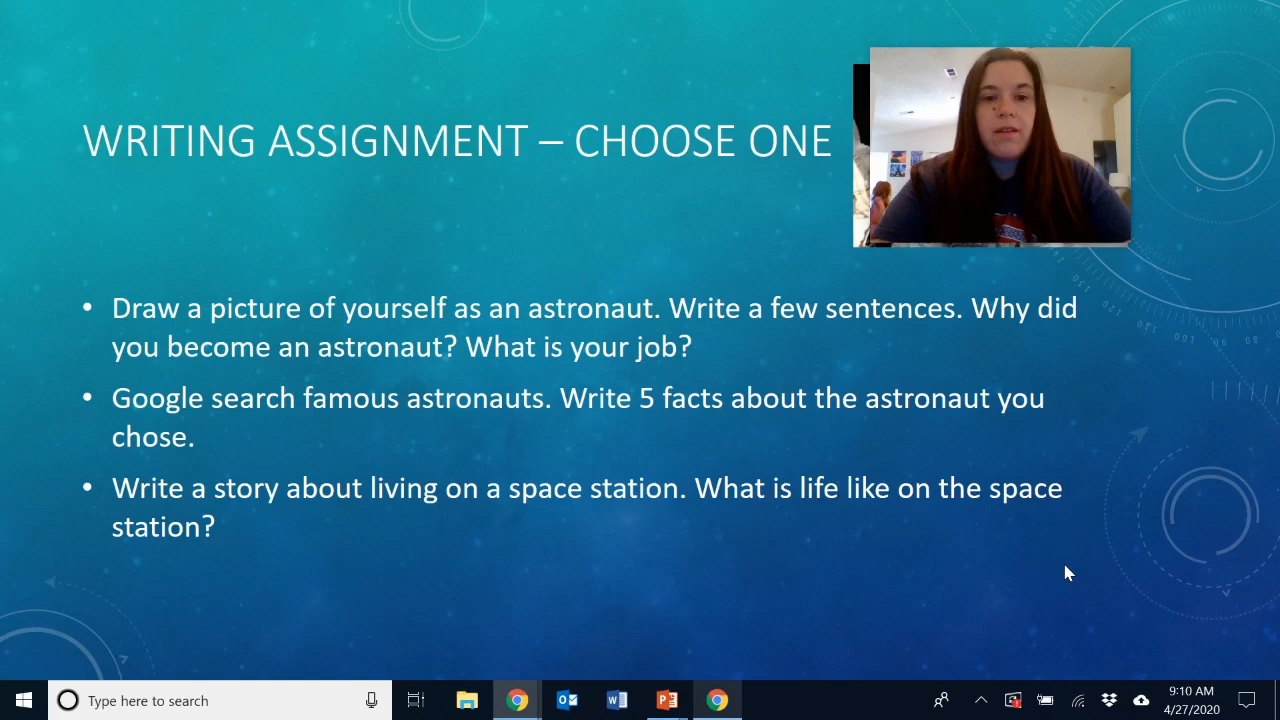 WRITING ASSIGNMENT – CHOOSE ONE
• Draw a picture of yourself as an astronaut. Write a few sentences. Why did
you become an astronaut? What is your job?
• Google search famous astronauts. Write 5 facts about the astronaut you
chose.
• Write a story about living on a space station. What is life like on the space
station?
Type here to search
9:10 AM
4/27/2020